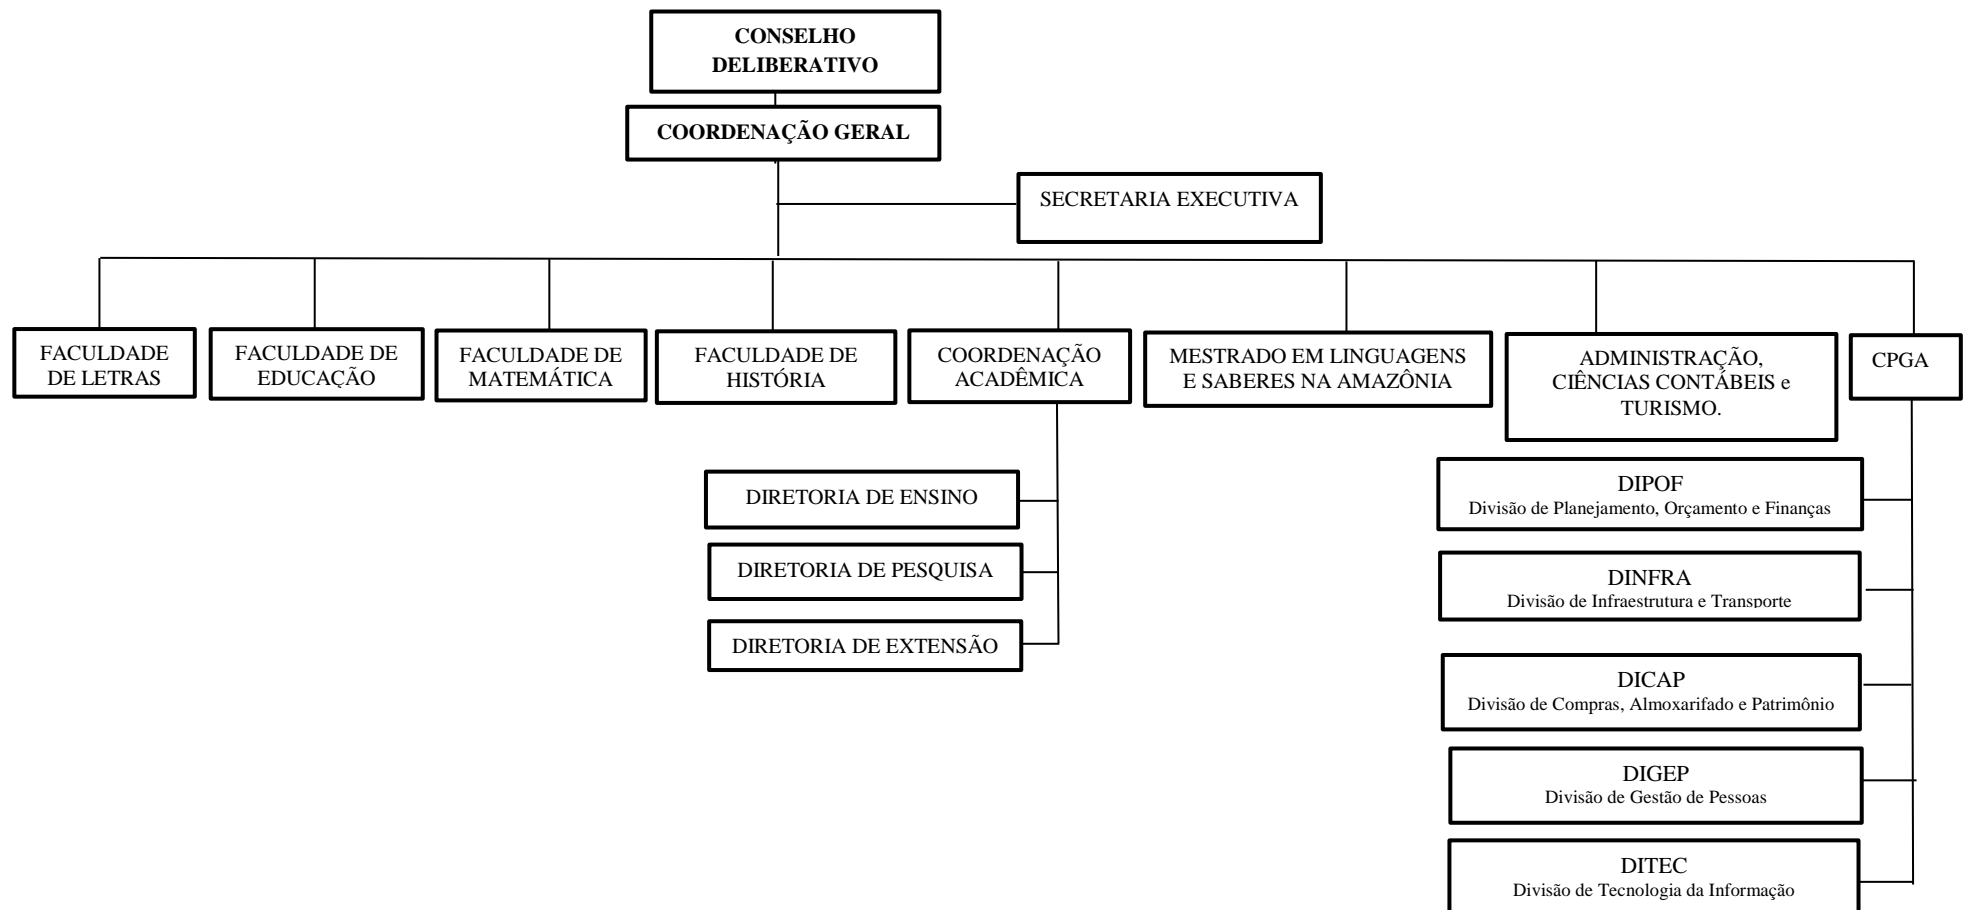 CONSELHO
DELIBERATIVO
COORDENAÇÃO GERAL
SECRETARIA EXECUTIVA
FACULDADE
DE LETRAS
FACULDADE DE
EDUCAÇÃO
FACULDADE DE
MATEMÁTICA
FACULDADE DE
HISTÓRIA
COORDENAÇÃO
ACADÊMICA
MESTRADO EM LINGUAGENS
E SABERES NA AMAZÔNIA
ADMINISTRAÇÃO,
CIÊNCIAS CONTÁBEIS e
TURISMO.
CPGA
DIRETORIA DE ENSINO
DIRETORIA DE PESQUISA
DIRETORIA DE EXTENSÃO
DIPOF
Divisão de Planejamento, Orçamento e Finanças
DINFRA
Divisão de Infraestrutura e Transporte
DICAP
Divisão de Compras, Almoxarifado e Patrimônio
DIGEP
Divisão de Gestão de Pessoas
DITEC
Divisão de Tecnologia da Informação